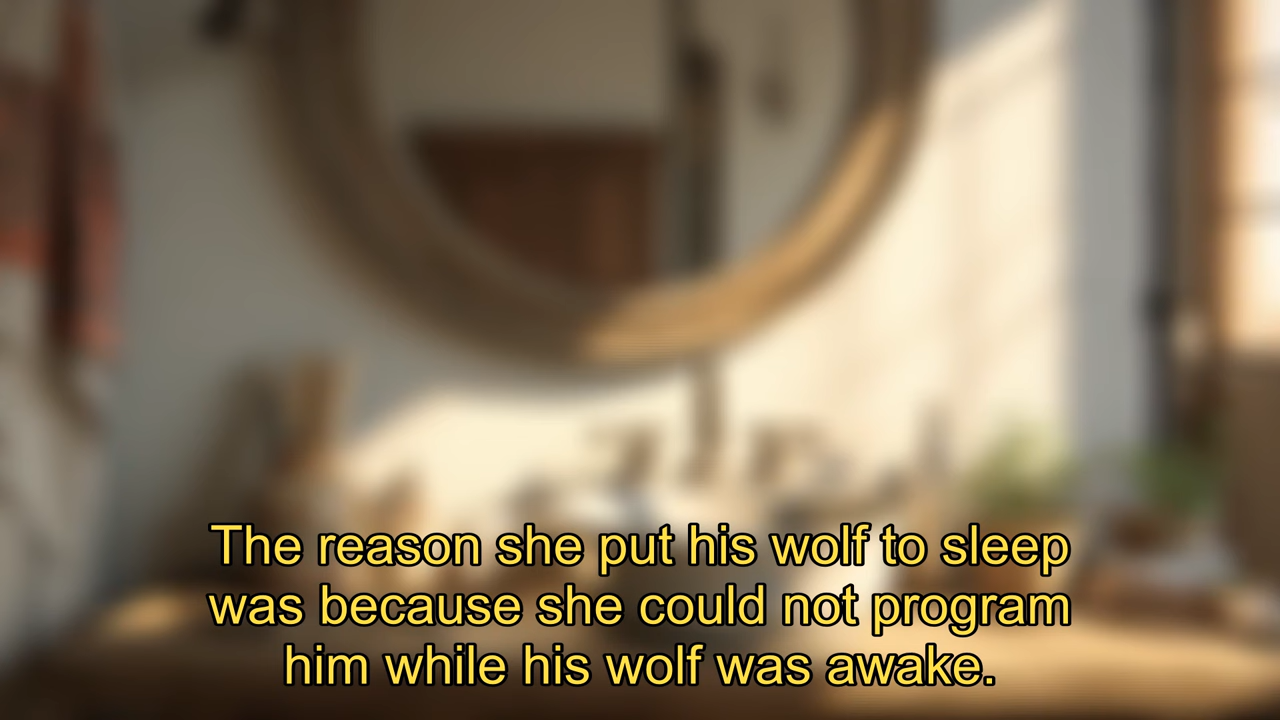 The reason she put his wolf to sleep
was because she could not program
him while his wolf was awake.